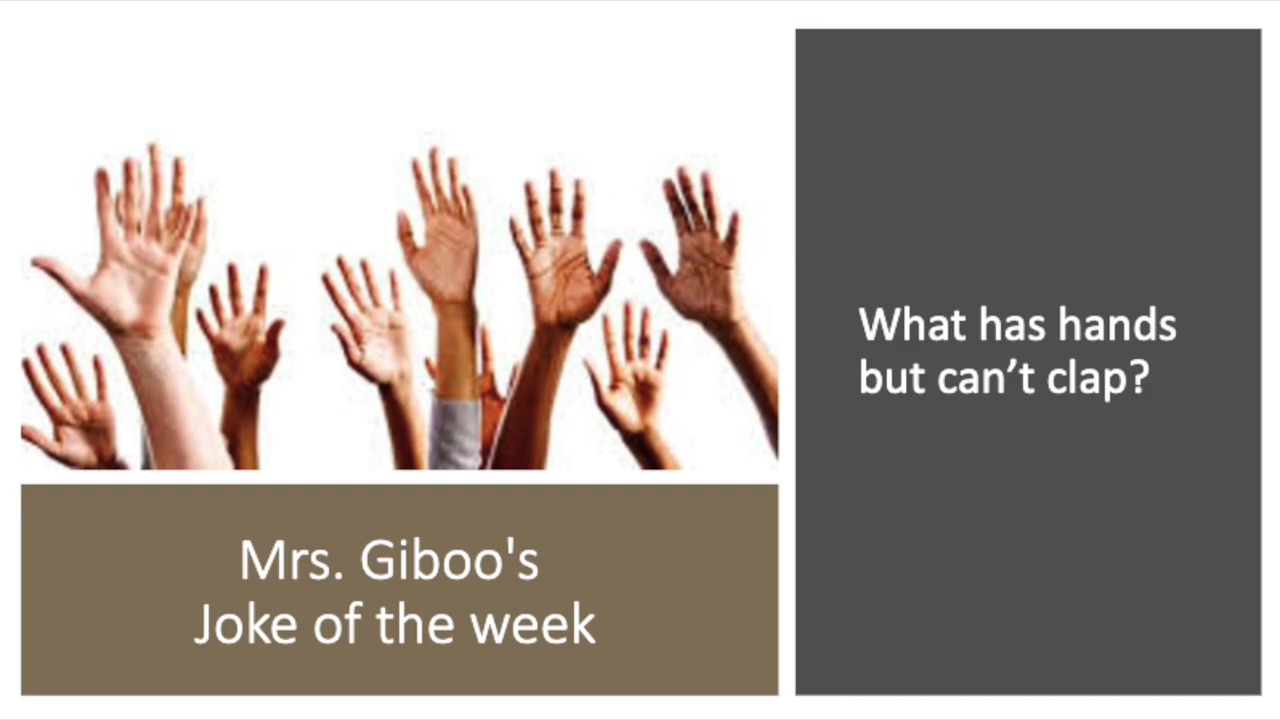 Mrs. Giboo's
Joke of the week
What has hands
but can’t clap?